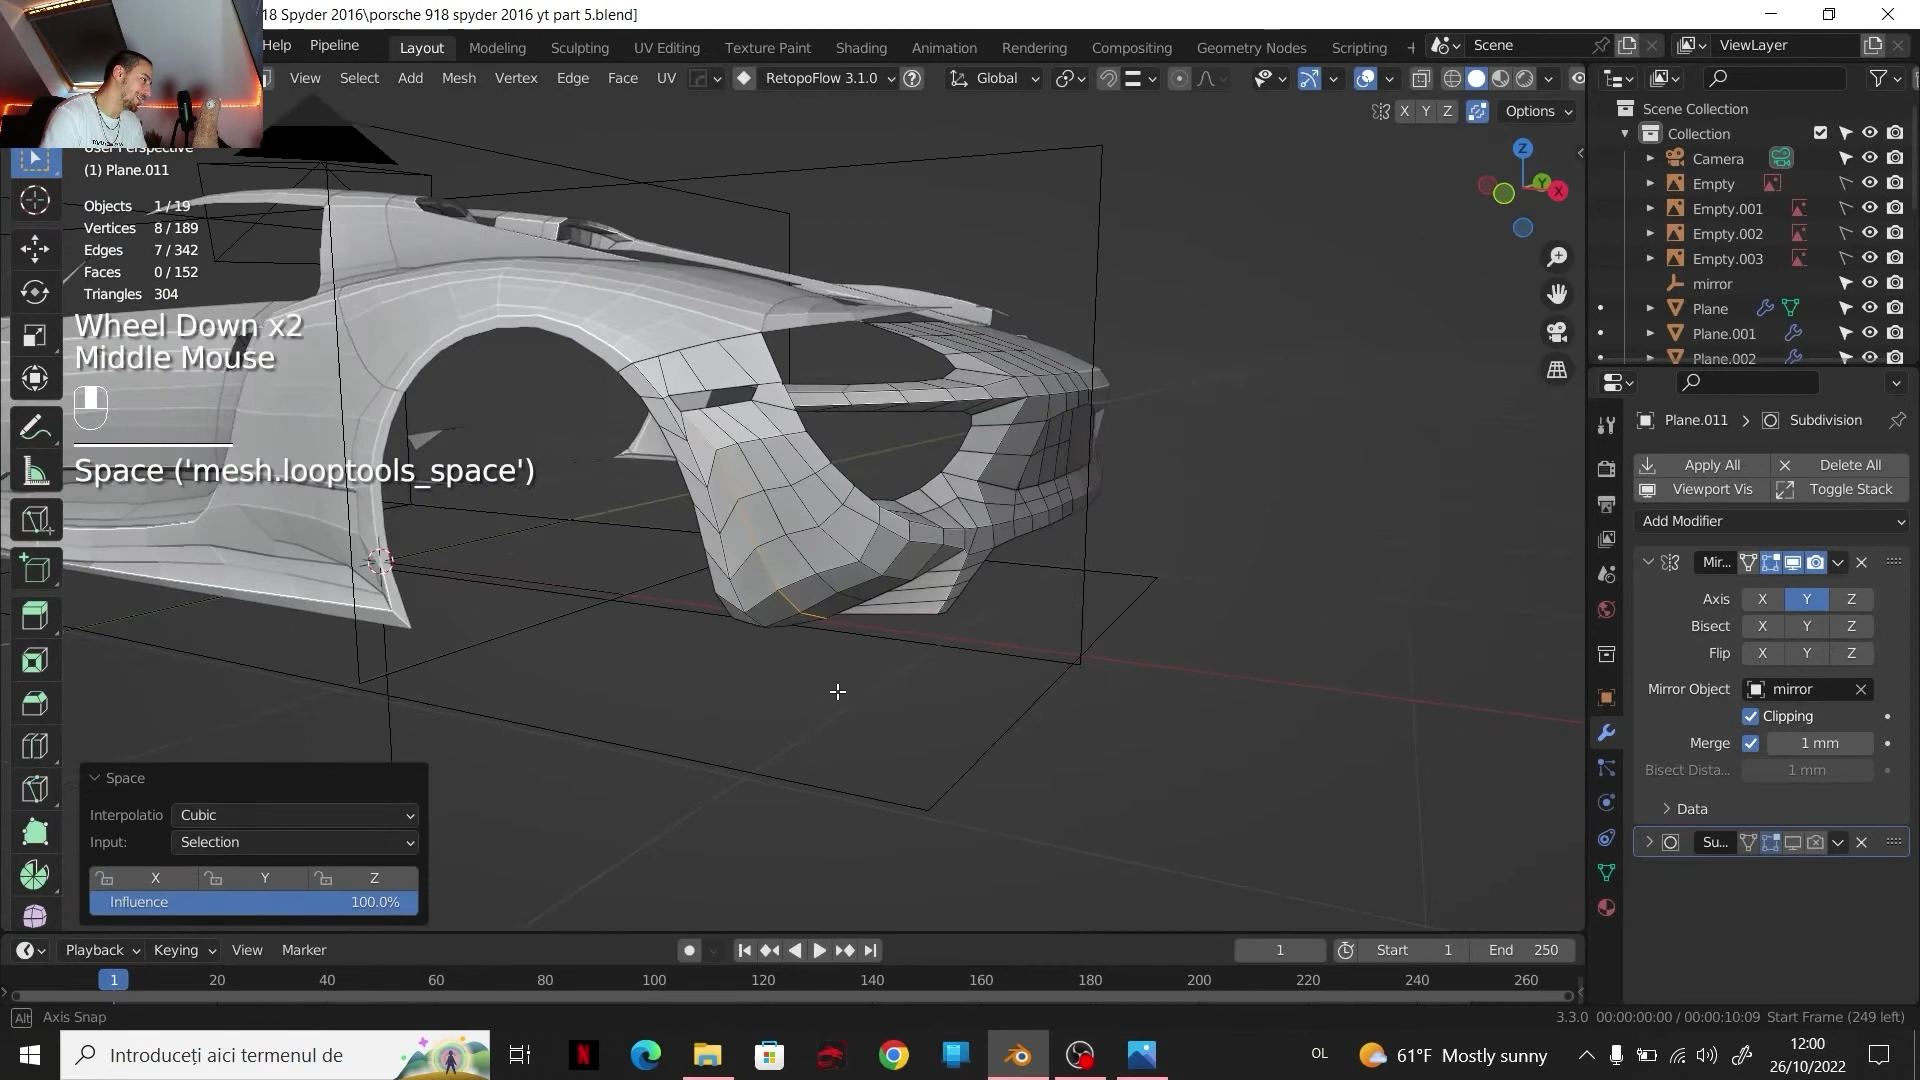 18 Spyder 2016\porsche 918 spyder 2016 yt part 5.blend]
Help Pipeline Layout Modeling Sculpting UV Editing Texture Paint Shading Animation Rendering Compositing Geometry Nodes Scripting + Scene ViewLayer
View Select Add Mesh Vertex Edge Face UV RetopoFlow 3.1.0 Global
X Y Z Options
(1) Plane.011
Objects 1/19
Vertices 8/189
Edges 7/342
Faces 0/152
Triangles 304
Wheel Down x2
Middle Mouse
Space ('mesh.looptools_space')
Z
Y
X
Space
Interpolatio Cubic
Input: Selection
X Y Z
Influence 100.0%
Scene Collection
Collection
Camera
Empty
Empty.001
Empty.002
Empty.003
mirror
Plane
Plane.001
Plane.002
Plane.011 > Subdivision
Apply All Delete All
Viewport Vis Toggle Stack
Add Modifier
Mir...
Axis X Y Z
Bisect X Y Z
Flip X Y Z
Mirror Object mirror
Clipping
Merge 1 mm
Bisect Dista... 1 mm
Data
Su...
Playback Keying View Marker 1 Start 1 End 250
1 20 40 60 80 100 120 140 160 180 200 220 240 260
Alt Axis Snap 3.3.0 00:00:00:00 / 00:00:10:09 Start Frame (249 left)
Introduceți aici termenul de OL 61°F Mostly sunny 12:00
26/10/2022